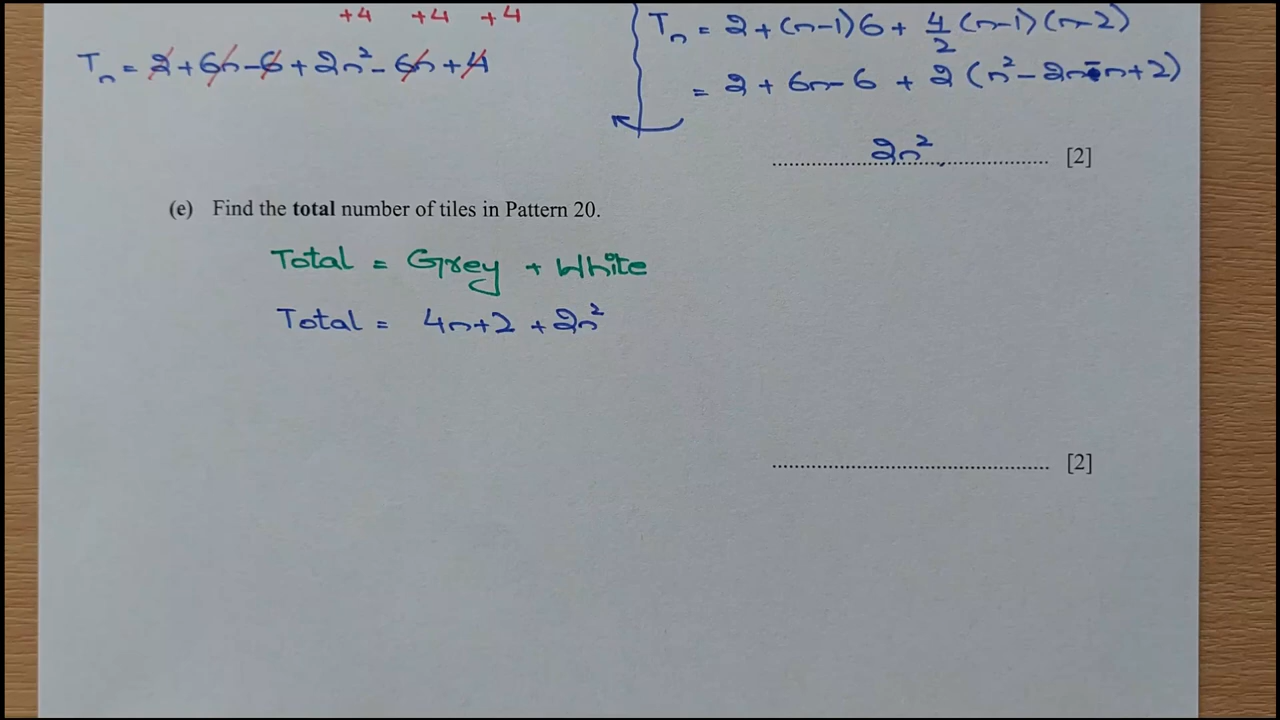 +4 +4 +4
Tₙ = 2 + 6n - 6 + 2n² - 6n + 4
Tₙ = 2 + (n-1)6 + 4/2 (n-1)(n-2)
= 2 + 6n - 6 + 2(n² - 2n - n + 2)
2n² [2]
(e) Find the total number of tiles in Pattern 20.
Total = Grey + White
Total = 4n+2 + 2n²
[2]